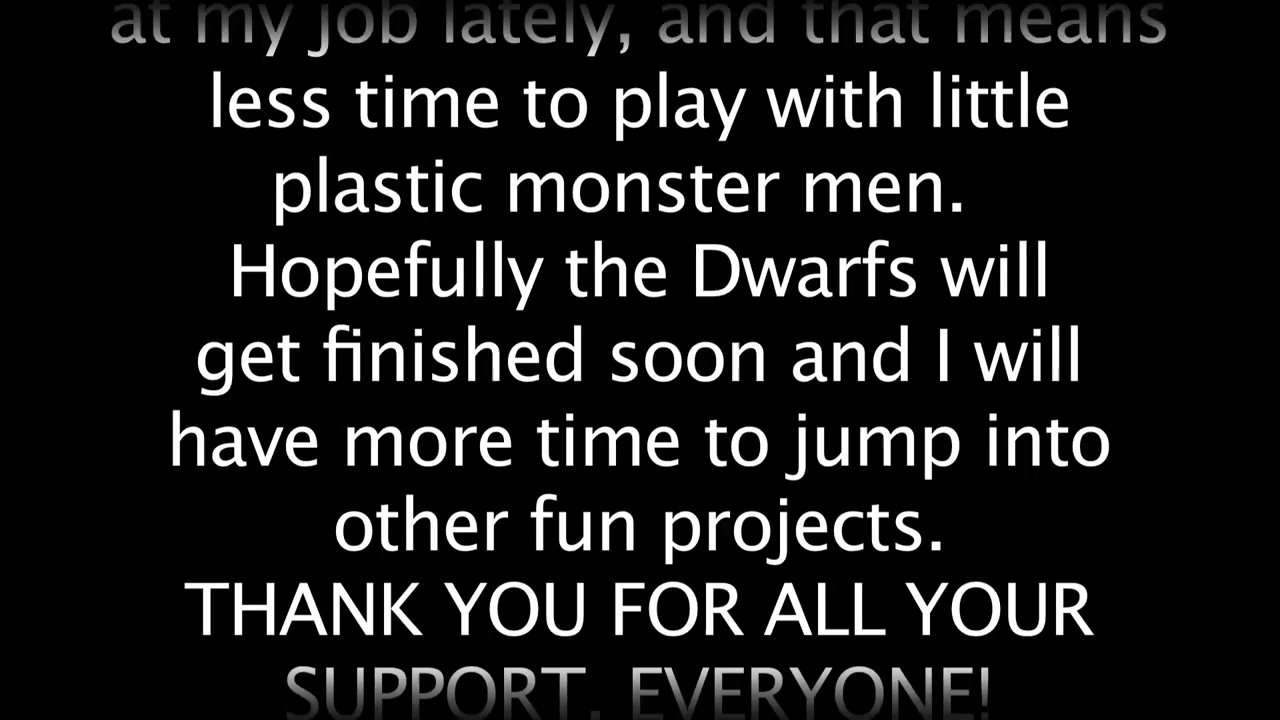 at my job lately, and that means
less time to play with little
plastic monster men.
Hopefully the Dwarfs will
get finished soon and I will
have more time to jump into
other fun projects.
THANK YOU FOR ALL YOUR
SUPPORT, EVERYONE!